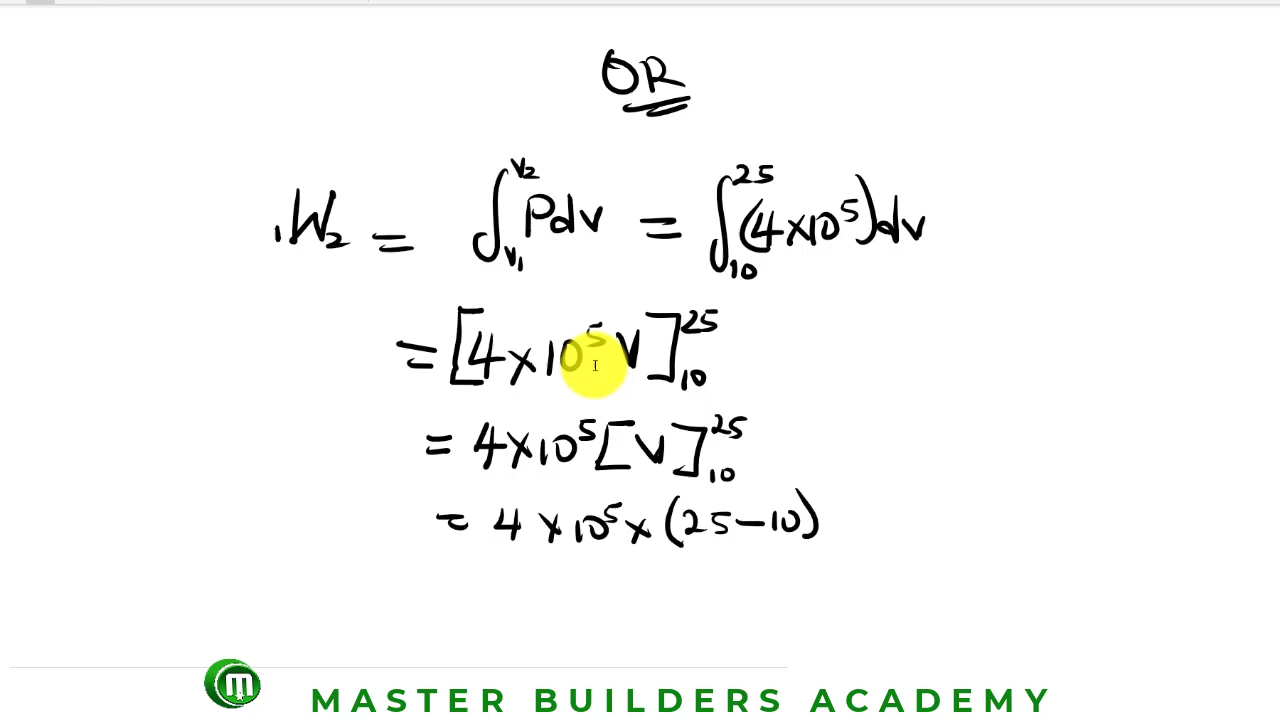 OR
₁W₂ = ∫_{V₁}^{V₂} Pdv = ∫_{10}^{25} (4×10⁵)dv
= [4×10⁵V]_{10}^{25}
= 4×10⁵[V]_{10}^{25}
= 4×10⁵×(25-10)
m MASTER BUILDERS ACADEMY